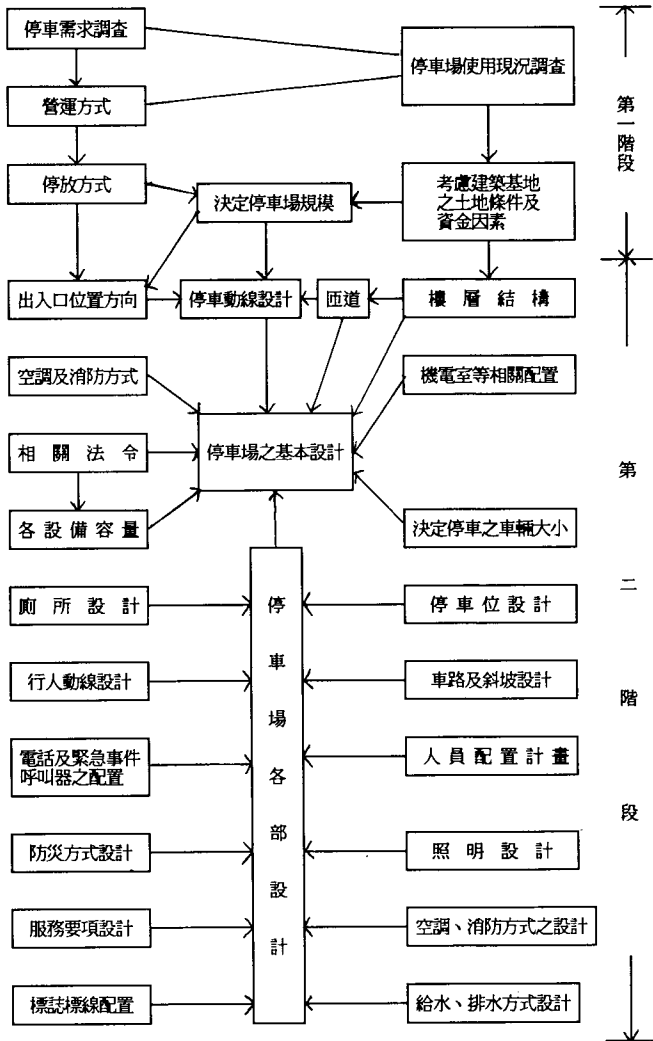 停車需求調查
停車場使用現況調查
營運方式
停放方式
決定停車場規模
考慮建築基地
之土地條件及
資金因素
第一階段
出入口位置方向
停車動線設計
匝道
樓層結構
空調及消防方式
機電室等相關配置
停車場之基本設計
相關法令
各設備容量
決定停車之車輛大小
停車場各部設計
廁所設計
停車位設計
行人動線設計
車路及斜坡設計
電話及緊急事件
呼叫器之配置
人員配置計畫
防災方式設計
照明設計
服務要項設計
空調、消防方式之設計
標誌標線配置
給水、排水方式設計
第二階段